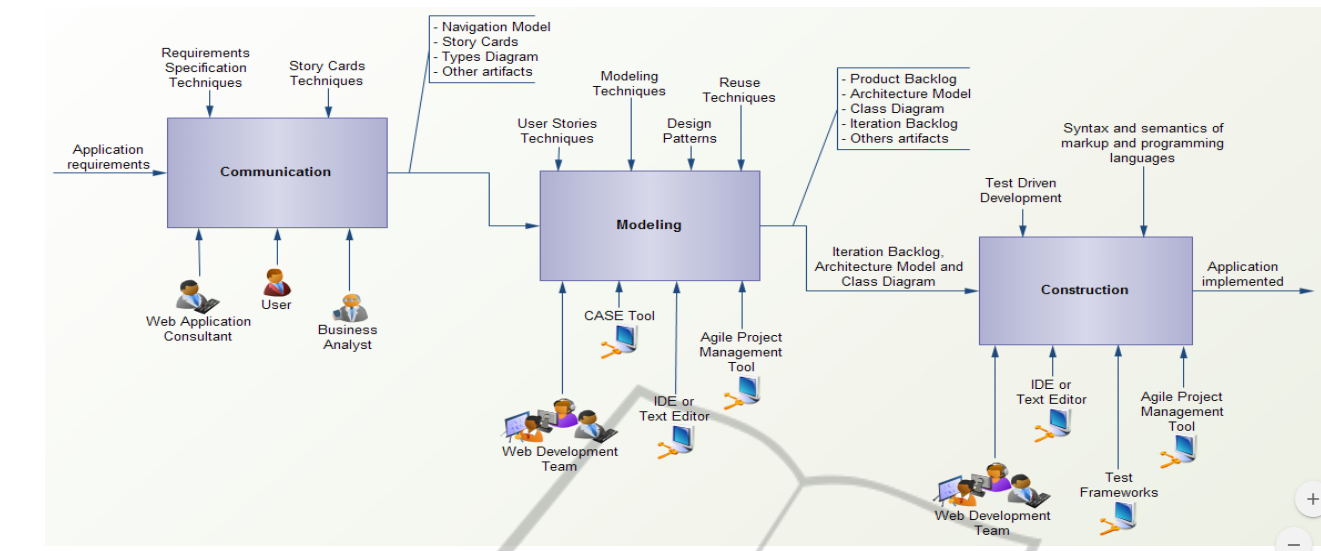 Requirements
Specification
Techniques
Story Cards
Techniques
- Navigation Model
- Story Cards
- Types Diagram
- Other artifacts
Application
requirements
Communication
Web Application
Consultant
User
Business
Analyst
User Stories
Techniques
Modeling
Techniques
Design
Patterns
Reuse
Techniques
- Product Backlog
- Architecture Model
- Class Diagram
- Iteration Backlog
- Others artifacts
Modeling
Web Development
Team
CASE Tool
IDE or
Text Editor
Agile Project
Management
Tool
Iteration Backlog,
Architecture Model and
Class Diagram
Test Driven
Development
Syntax and semantics of
markup and programming
languages
Construction
Application
implemented
Web Development
Team
IDE or
Text Editor
Test
Frameworks
Agile Project
Management
Tool